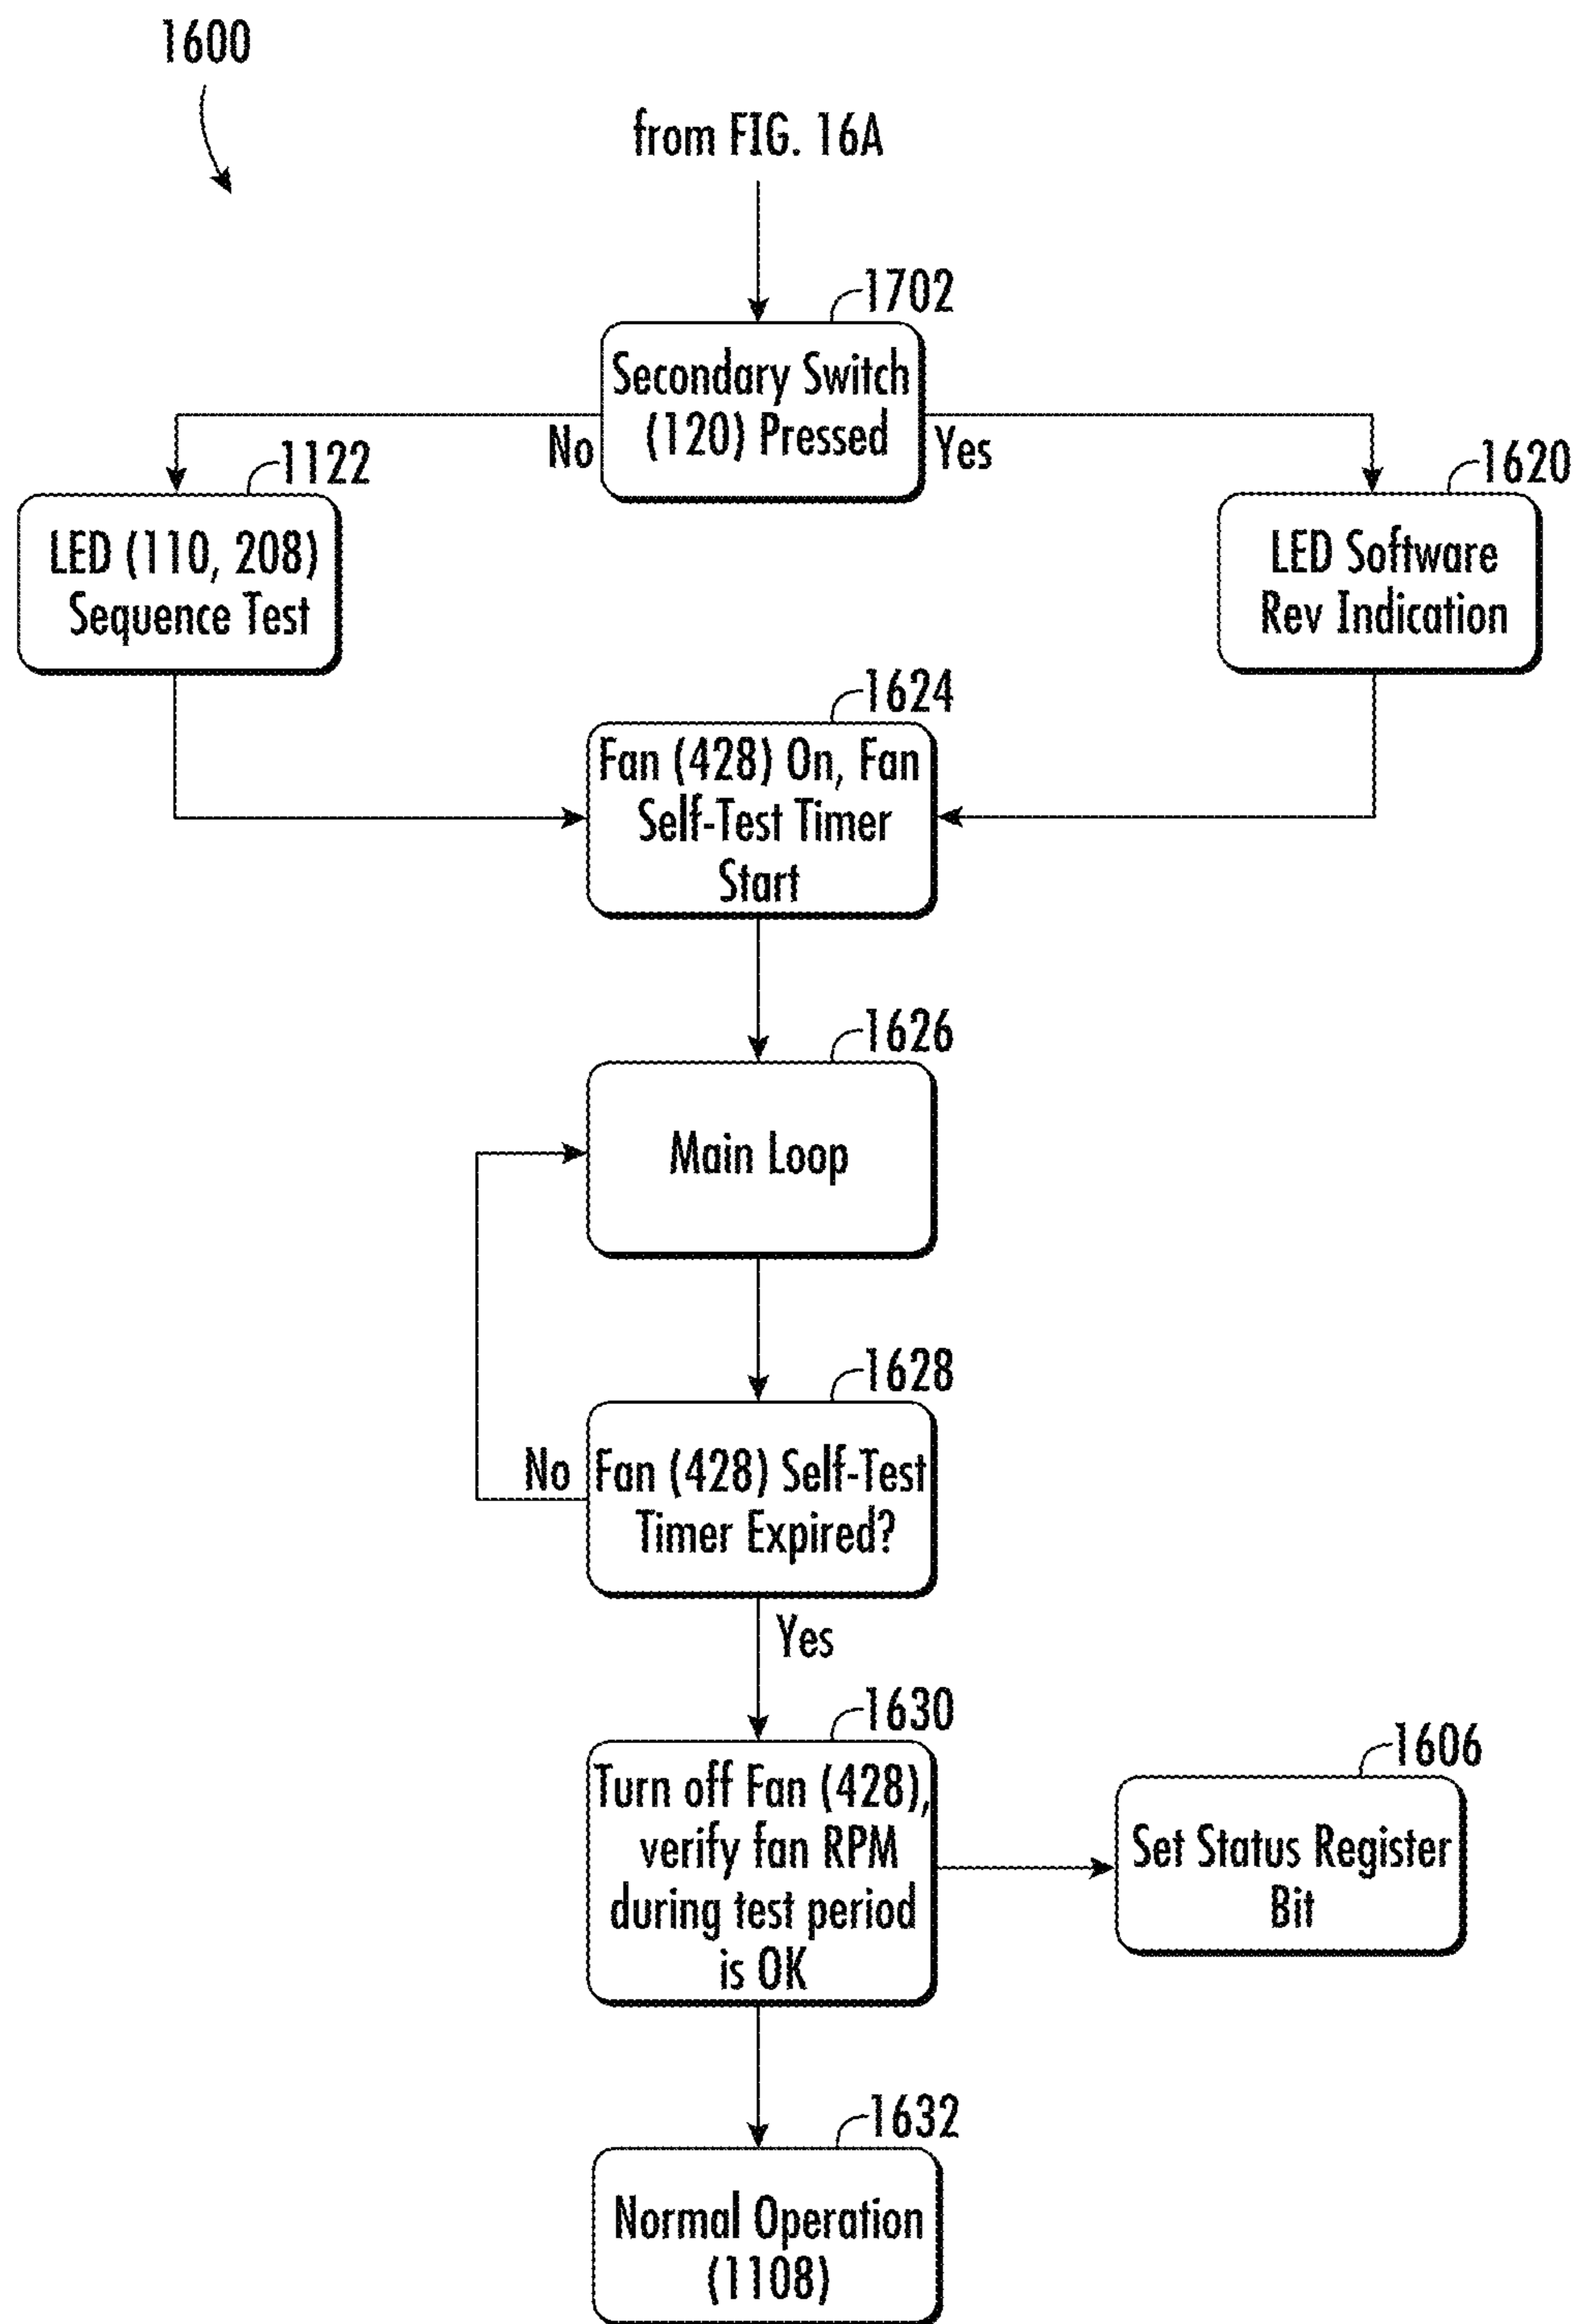 1600
from FIG. 16A
1702
Secondary Switch
(120) Pressed
No
Yes
1122
LED (110, 208)
Sequence Test
1620
LED Software
Rev Indication
1624
Fan (428) On, Fan
Self-Test Timer
Start
1626
Main Loop
1628
No
Fan (428) Self-Test
Timer Expired?
Yes
1630
Turn off Fan (428),
verify fan RPM
during test period
is OK
1606
Set Status Register
Bit
1632
Normal Operation
(1108)